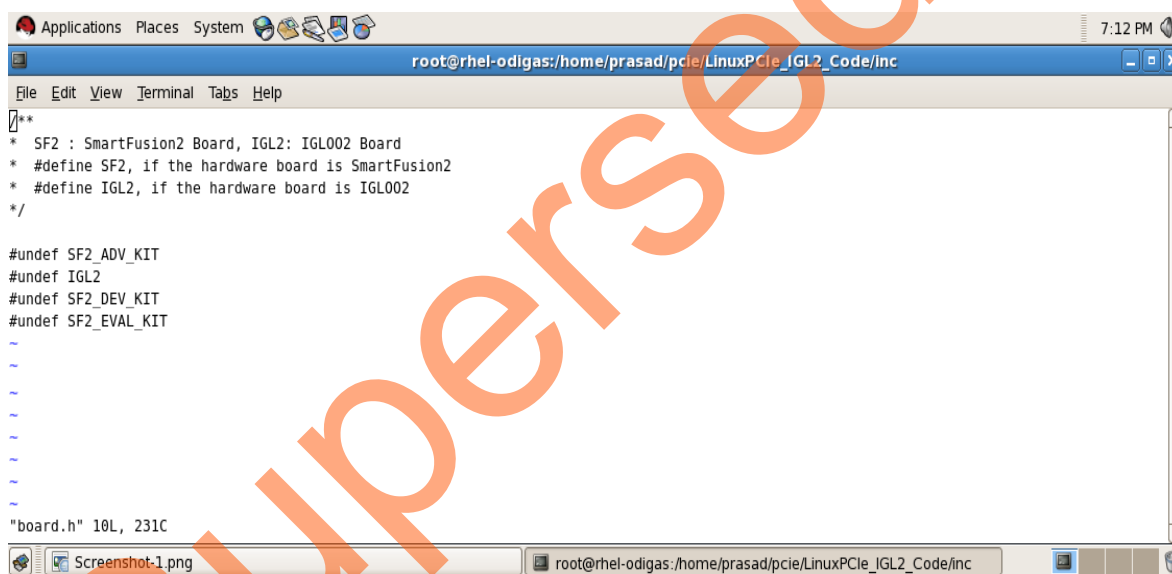 Applications Places System 7:12 PM
root@rhel-odigas:/home/prasad/pcie/LinuxPCIe_IGL2_Code/inc
File Edit View Terminal Tabs Help
/**
* SF2 : SmartFusion2 Board, IGL2: IGLOO2 Board
* #define SF2, if the hardware board is SmartFusion2
* #define IGL2, if the hardware board is IGLOO2
*/
#undef SF2_ADV_KIT
#undef IGL2
#undef SF2_DEV_KIT
#undef SF2_EVAL_KIT
~
~
~
~
~
~
~
~
"board.h" 10L, 231C
Screenshot-1.png root@rhel-odigas:/home/prasad/pcie/LinuxPCIe_IGL2_Code/inc
uperse